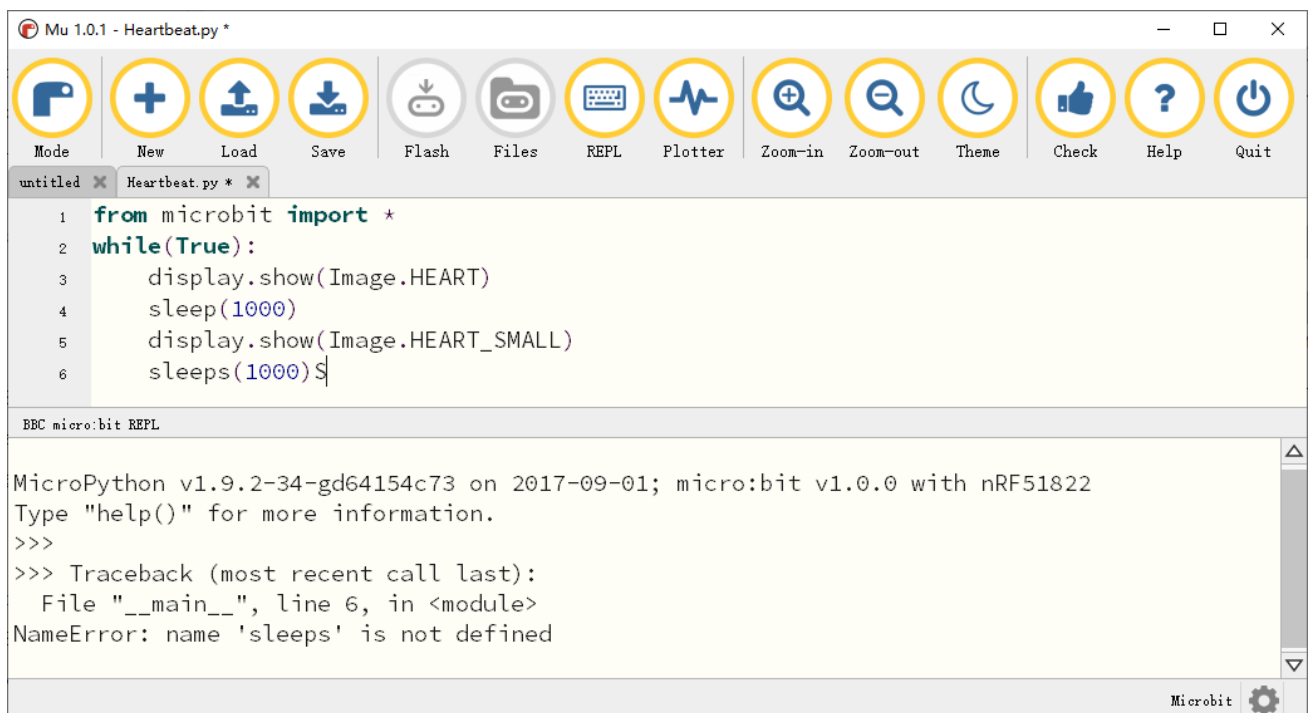 Mu 1.0.1 - Heartbeat.py *
Mode New Load Save Flash Files REPL Plotter Zoom-in Zoom-out Theme Check Help Quit
untitled Heartbeat.py *
1 from microbit import *
2 while(True):
3     display.show(Image.HEART)
4     sleep(1000)
5     display.show(Image.HEART_SMALL)
6     sleeps(1000)S
BBC micro:bit REPL
MicroPython v1.9.2-34-gd64154c73 on 2017-09-01; micro:bit v1.0.0 with nRF51822
Type "help()" for more information.
>>>
>>> Traceback (most recent call last):
  File "__main__", line 6, in <module>
NameError: name 'sleeps' is not defined
Microbit